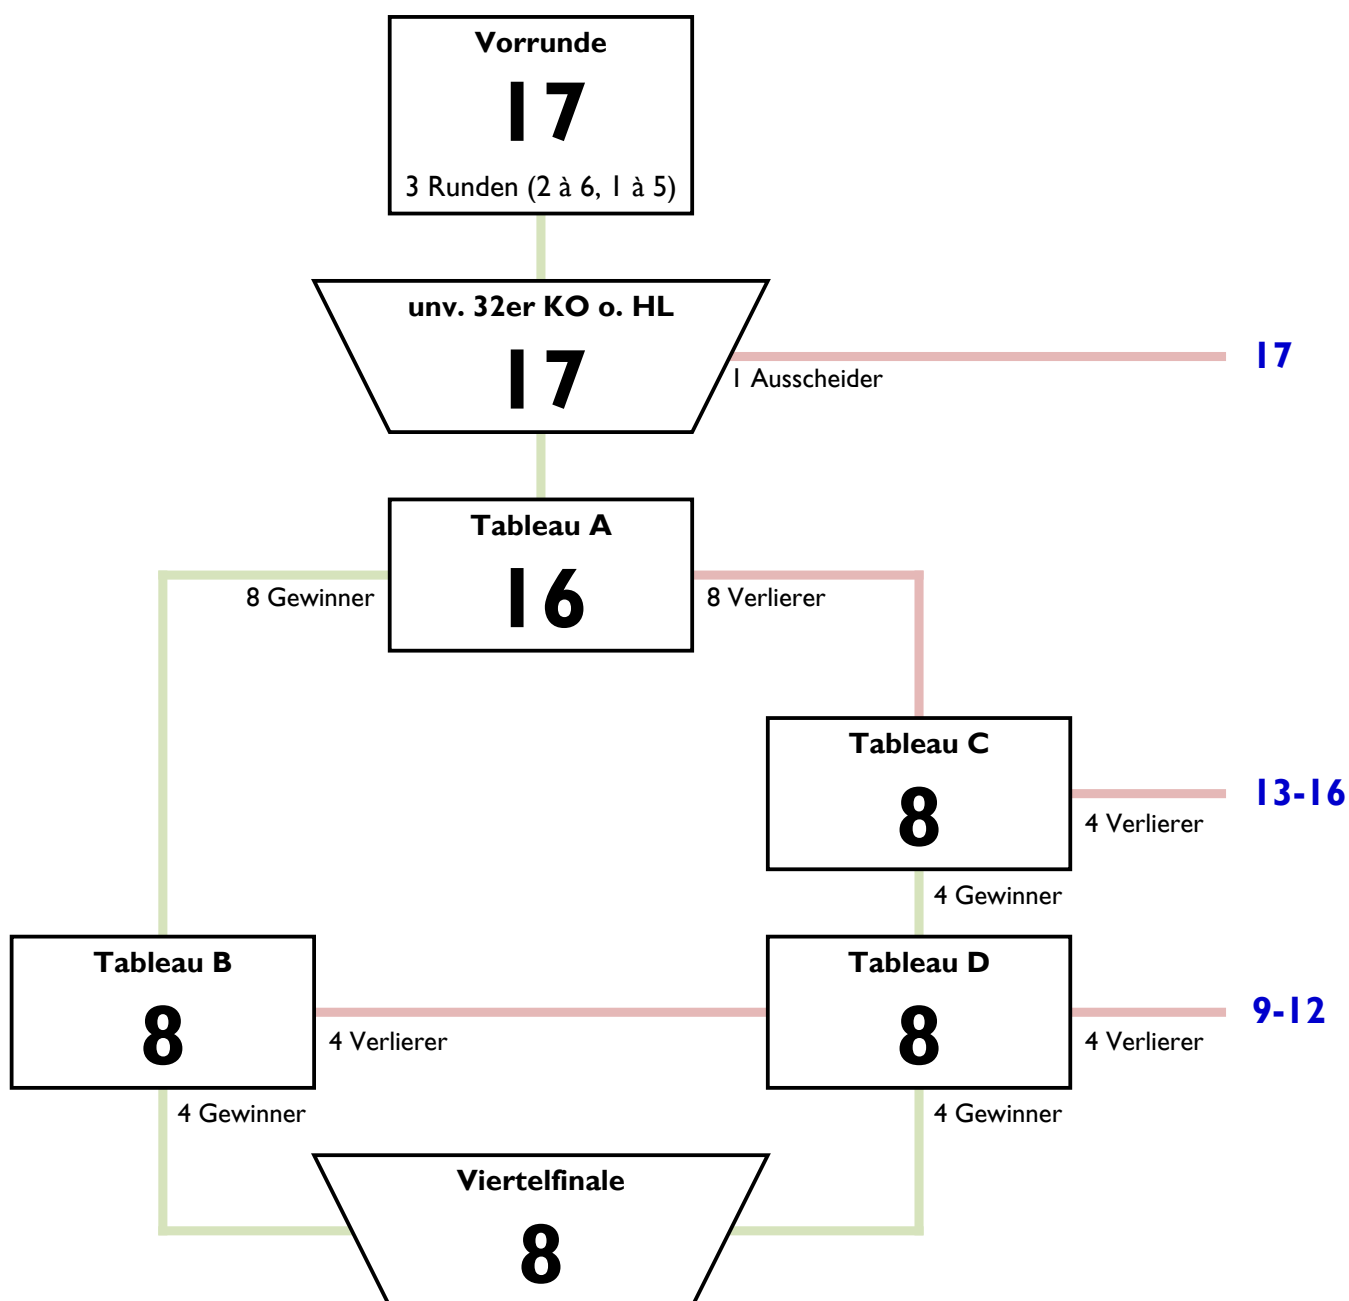 Vorrunde
17
3 Runden (2 à 6, 1 à 5)
unv. 32er KO o. HL
17
1 Ausscheider
17
Tableau A
16
8 Gewinner
8 Verlierer
Tableau C
8
13-16
4 Verlierer
4 Gewinner
Tableau B
8
4 Verlierer
Tableau D
8
9-12
4 Verlierer
4 Gewinner
4 Gewinner
Viertelfinale
8